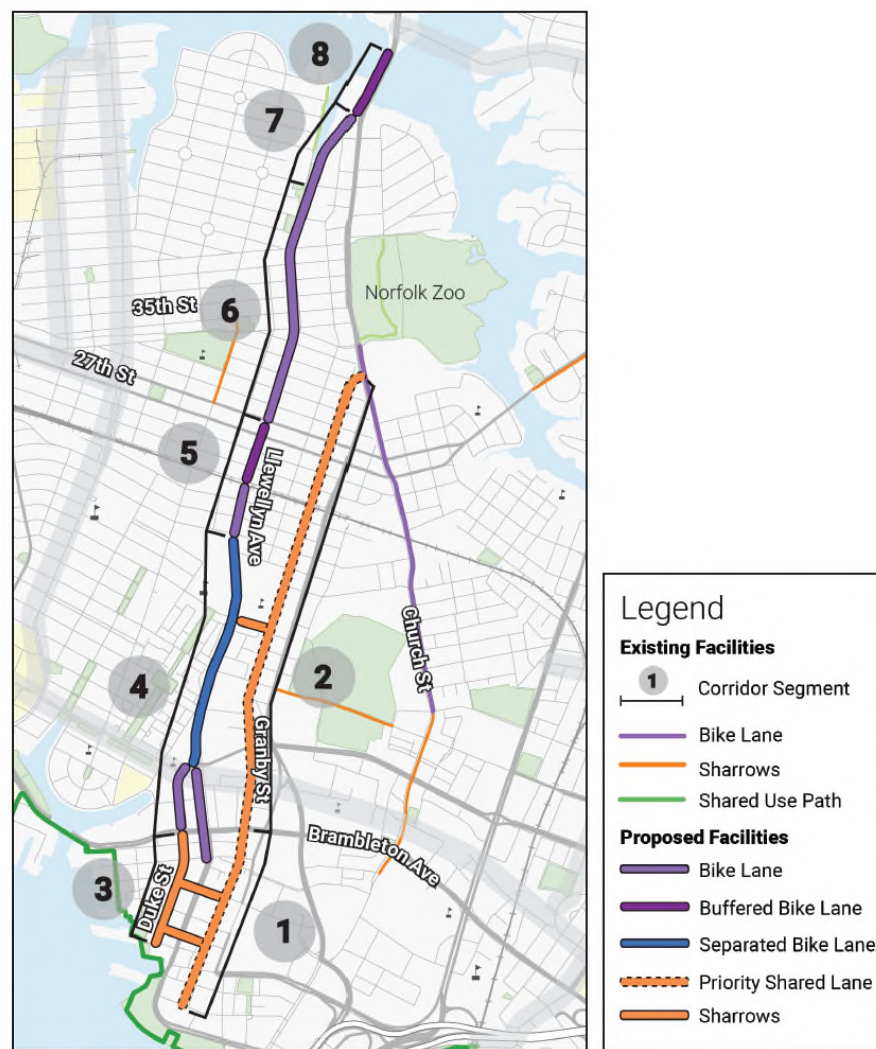 8
7
Norfolk Zoo
35th St
6
27th St
5
Llewellyn Ave
Church St
4
2
Granby St
Brambleton Ave
3
Duke St
1
Legend
Existing Facilities
1
Corridor Segment
Bike Lane
Sharrows
Shared Use Path
Proposed Facilities
Bike Lane
Buffered Bike Lane
Separated Bike Lane
Priority Shared Lane
Sharrows